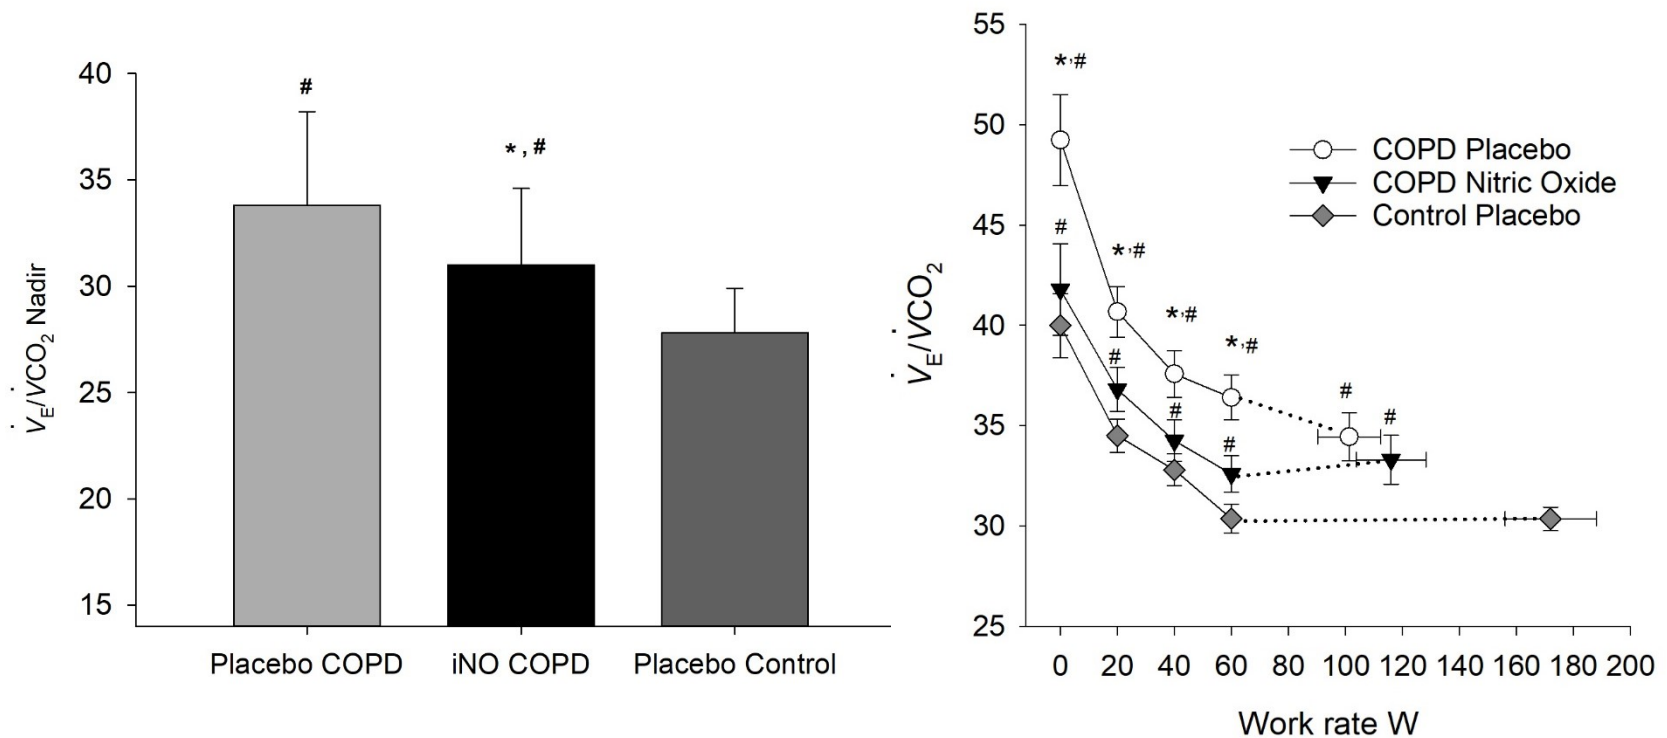 40
35
30
25
20
15
V̇E/V̇CO2 Nadir
#
*, #
Placebo COPD
iNO COPD
Placebo Control
55
50
45
40
35
30
25
V̇E/V̇CO2
*,#
#
*,#
#
*,#
#
*,#
#
#
#
COPD Placebo
COPD Nitric Oxide
Control Placebo
0 20 40 60 80 100 120 140 160 180 200
Work rate W